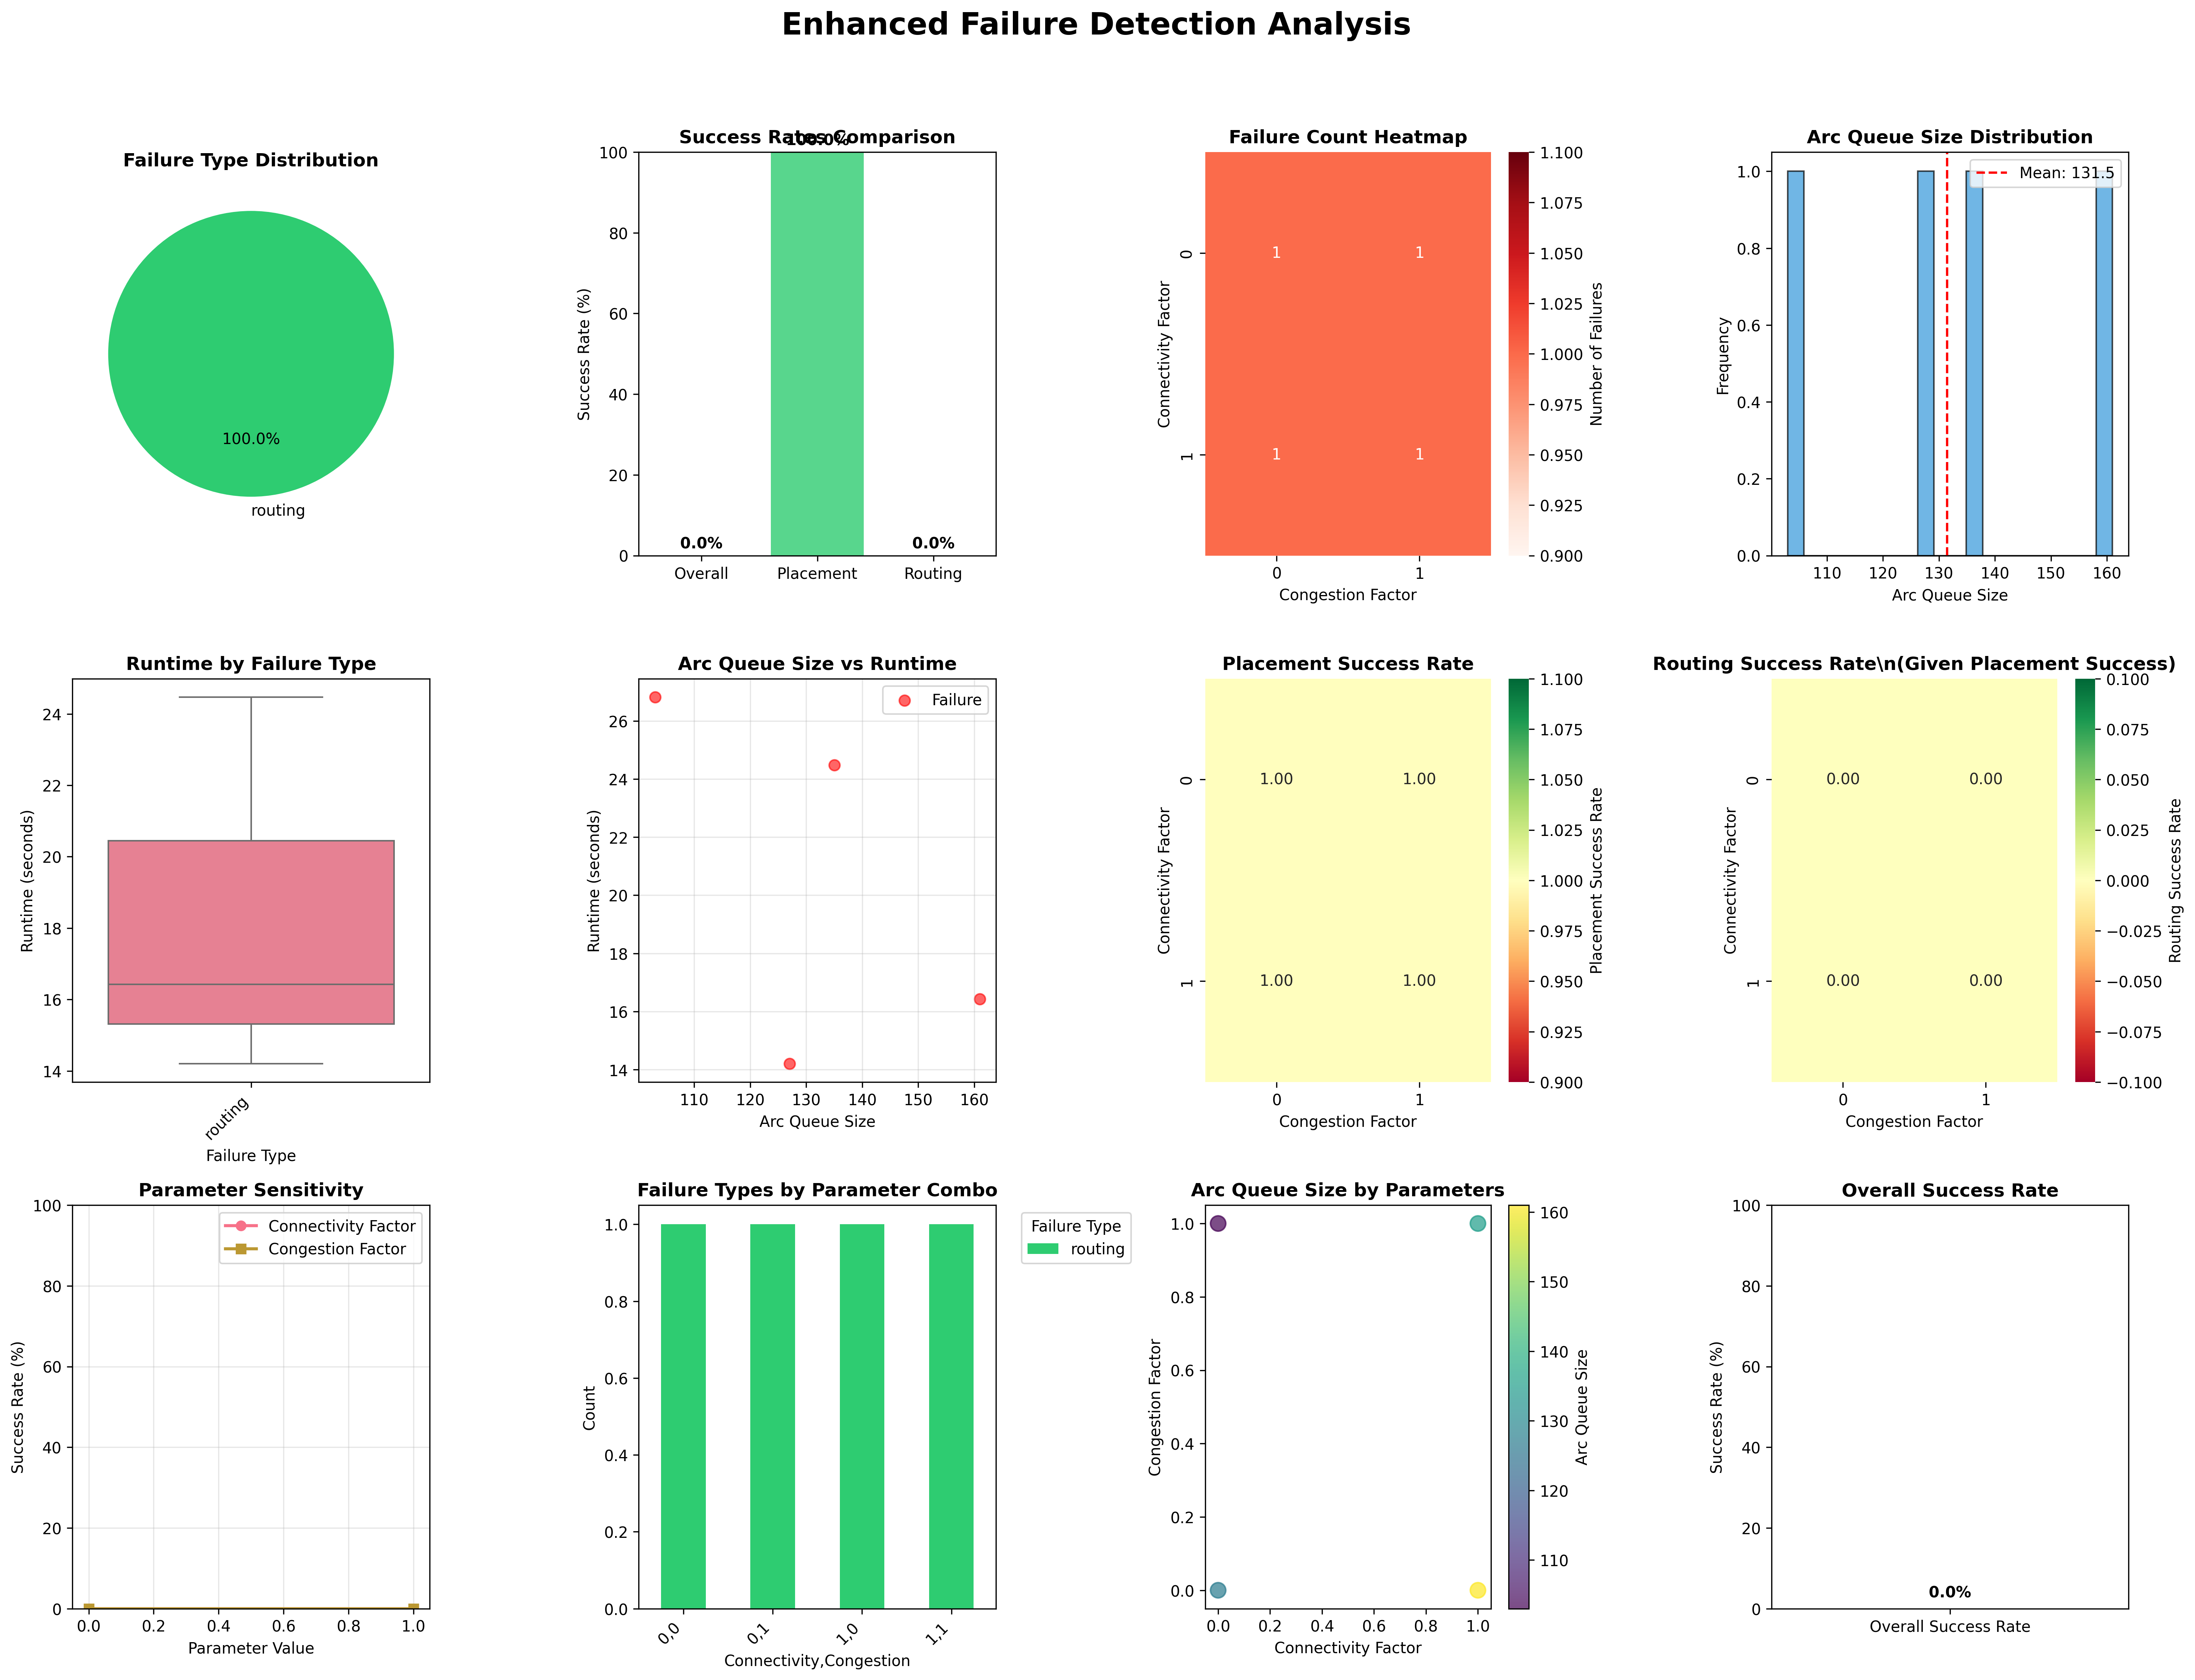 Enhanced Failure Detection Analysis
Failure Type Distribution
100.0%
routing
Success Rates Comparison
100.0%
Success Rate (%)
100
80
60
40
20
0
0.0%
0.0%
Overall
Placement
Routing
Failure Count Heatmap
Connectivity Factor
0
1
1
1
1
1
0
1
Congestion Factor
1.100
1.075
1.050
1.025
1.000
0.975
0.950
0.925
0.900
Number of Failures
Arc Queue Size Distribution
Mean: 131.5
Frequency
1.0
0.8
0.6
0.4
0.2
0.0
110
120
130
140
150
160
Arc Queue Size
Runtime by Failure Type
Runtime (seconds)
24
22
20
18
16
14
routing
Failure Type
Arc Queue Size vs Runtime
Failure
Runtime (seconds)
26
24
22
20
18
16
14
110
120
130
140
150
160
Arc Queue Size
Placement Success Rate
Connectivity Factor
0
1
1.00
1.00
1.00
1.00
0
1
Congestion Factor
1.100
1.075
1.050
1.025
1.000
0.975
0.950
0.925
0.900
Placement Success Rate
Routing Success Rate\n(Given Placement Success)
Connectivity Factor
0
1
0.00
0.00
0.00
0.00
0
1
Congestion Factor
0.100
0.075
0.050
0.025
0.000
−0.025
−0.050
−0.075
−0.100
Routing Success Rate
Parameter Sensitivity
Connectivity Factor
Congestion Factor
Success Rate (%)
100
80
60
40
20
0
0.0
0.2
0.4
0.6
0.8
1.0
Parameter Value
Failure Types by Parameter Combo
Failure Type
routing
Count
1.0
0.8
0.6
0.4
0.2
0.0
0,0
0,1
1,0
1,1
Connectivity,Congestion
Arc Queue Size by Parameters
Congestion Factor
1.0
0.8
0.6
0.4
0.2
0.0
0.0
0.2
0.4
0.6
0.8
1.0
Connectivity Factor
160
150
140
130
120
110
Arc Queue Size
Overall Success Rate
Success Rate (%)
100
80
60
40
20
0
0.0%
Overall Success Rate